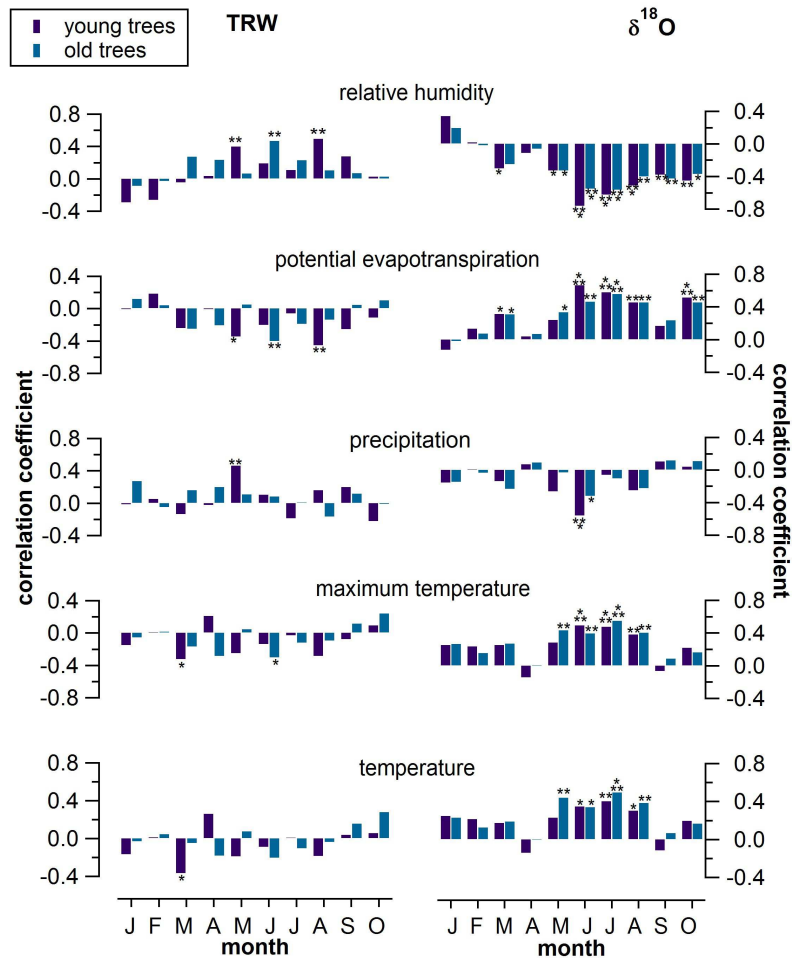 young trees
old trees
TRW
δ18O
relative humidity
0.8
0.4
0.0
-0.4
** ** **
0.4
0.0
-0.4
-0.8
potential evapotranspiration
0.4
0.0
-0.4
-0.8
0.8
0.4
0.0
-0.4
precipitation
0.8
0.4
0.0
-0.4
0.4
0.0
-0.4
-0.8
maximum temperature
0.4
0.0
-0.4
-0.8
0.8
0.4
0.0
-0.4
temperature
0.8
0.4
0.0
-0.4
0.8
0.4
0.0
-0.4
correlation coefficient
correlation coefficient
J F M A M J J A S O
month
J F M A M J J A S O
month